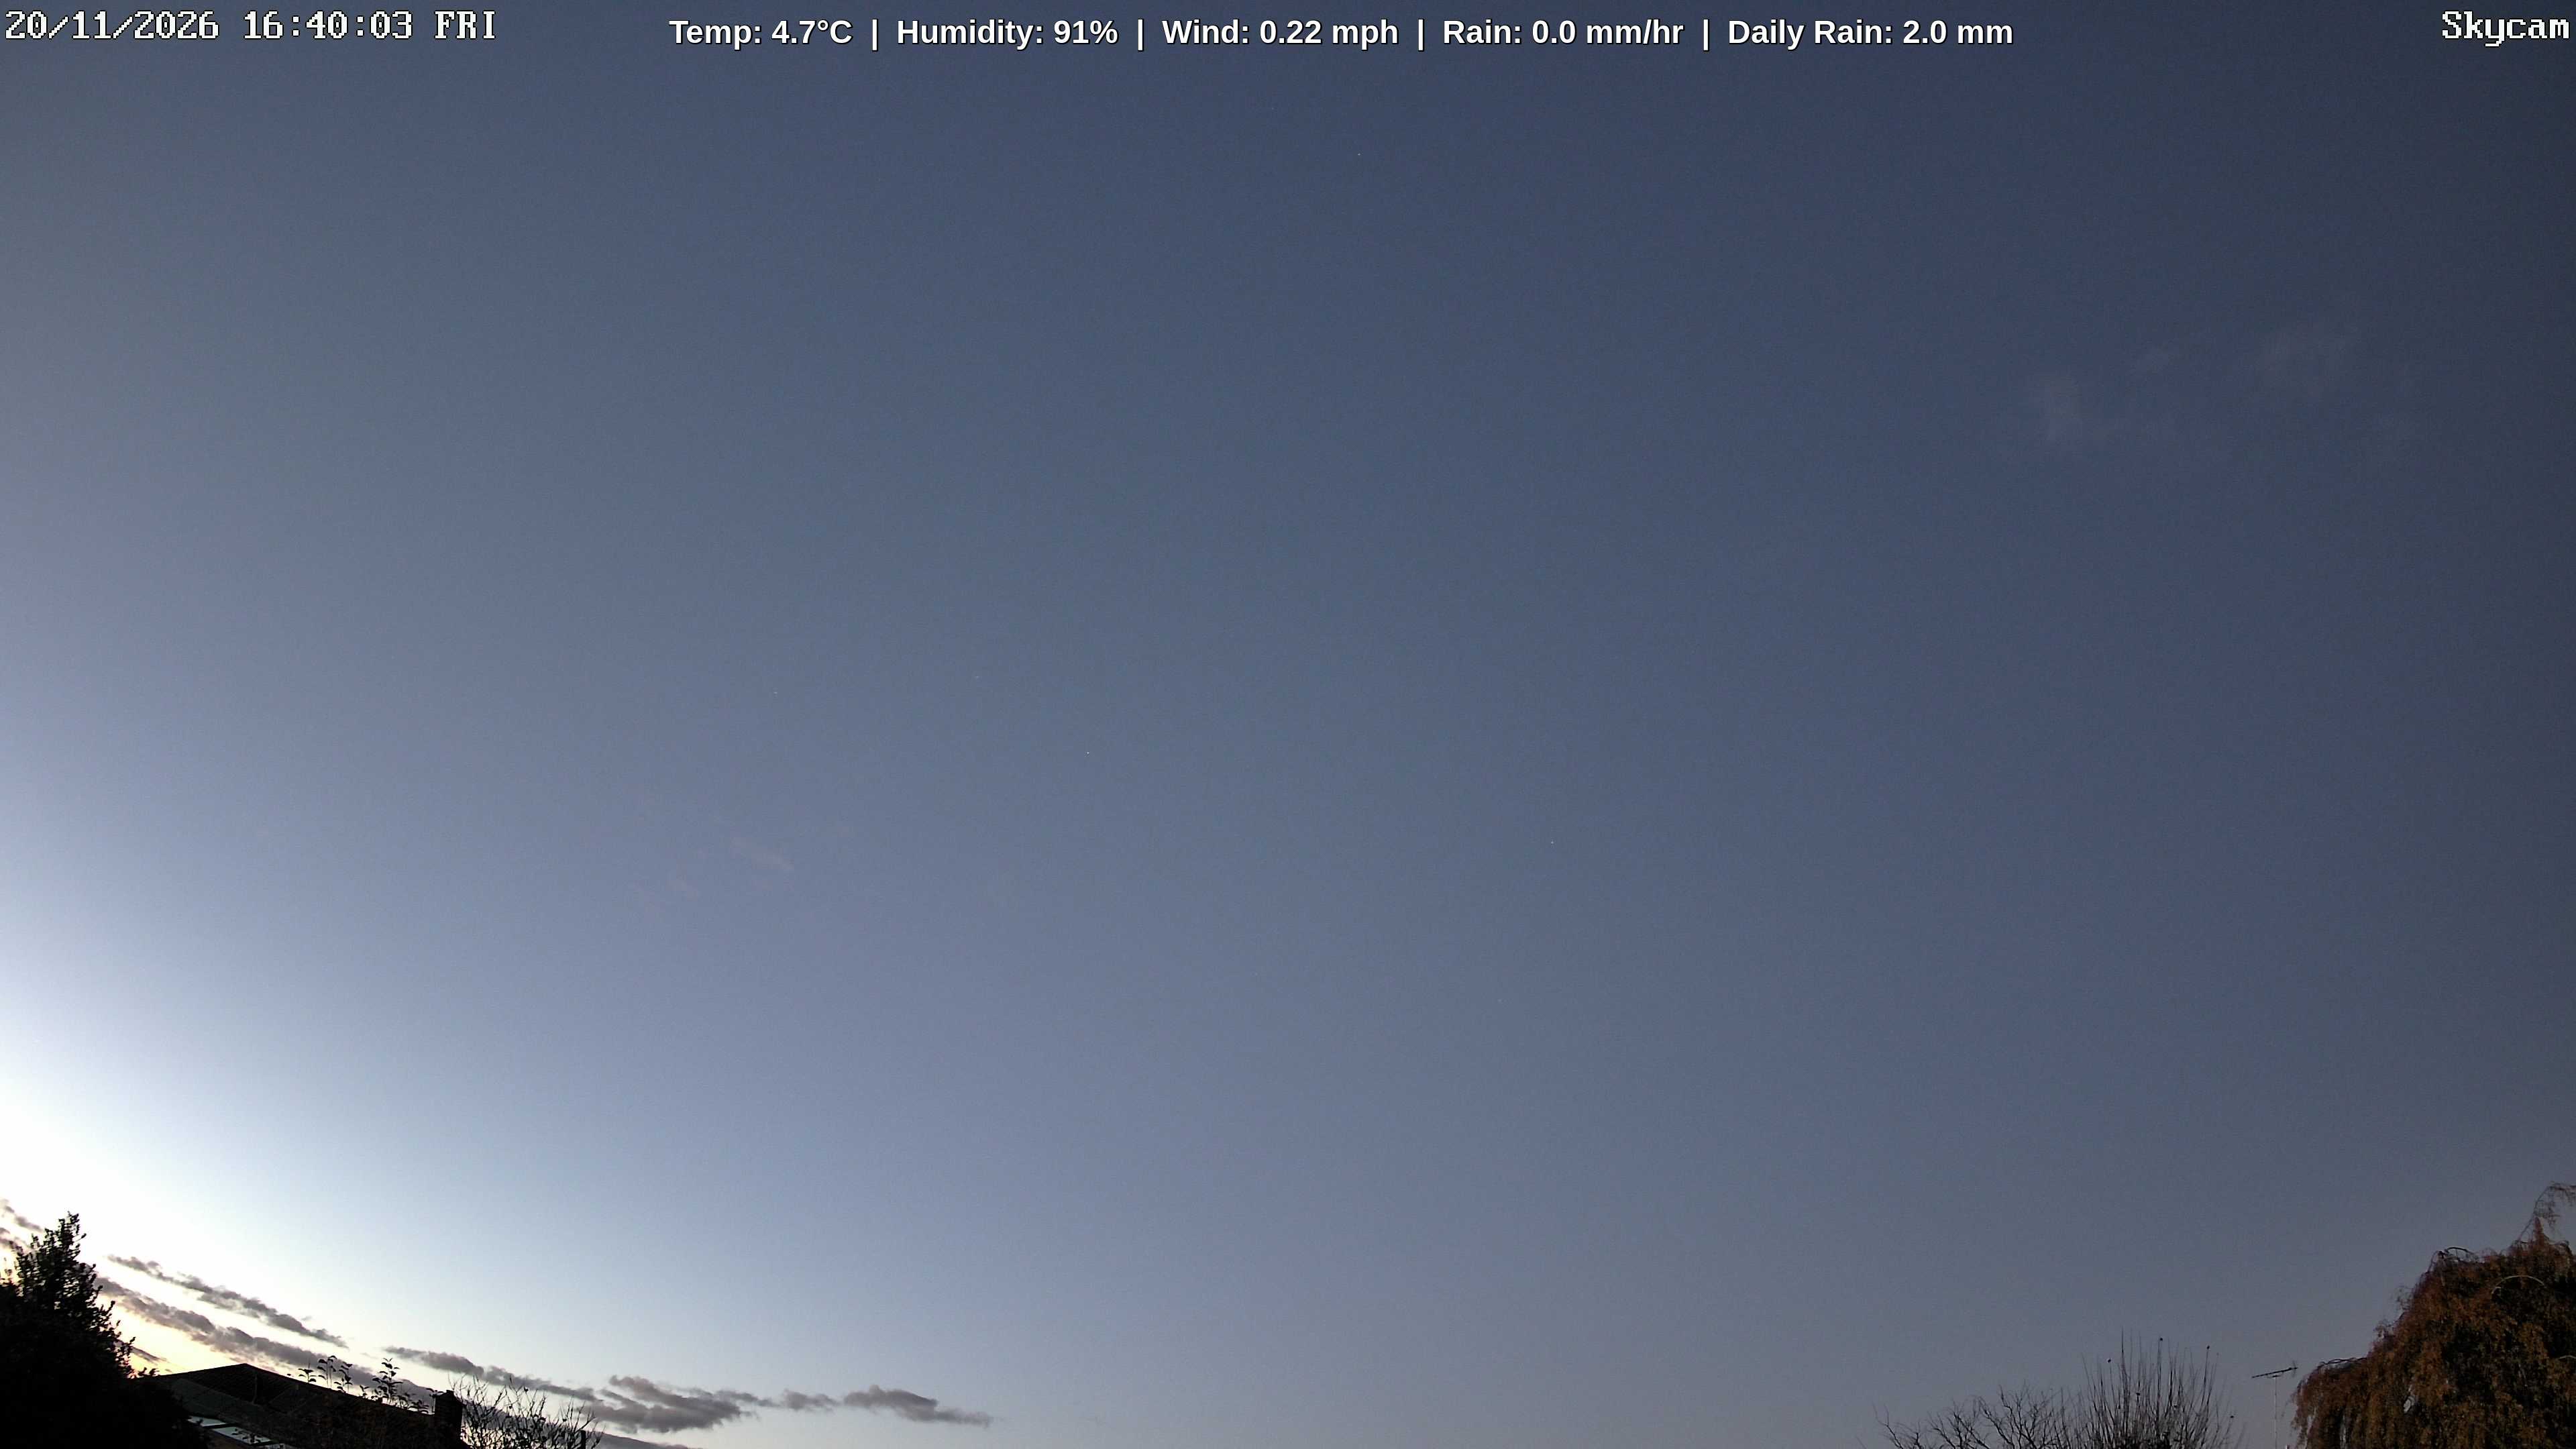 20/11/2026 16:40:03 FRI
Temp: 4.7°C | Humidity: 91% | Wind: 0.22 mph | Rain: 0.0 mm/hr | Daily Rain: 2.0 mm
Skycam